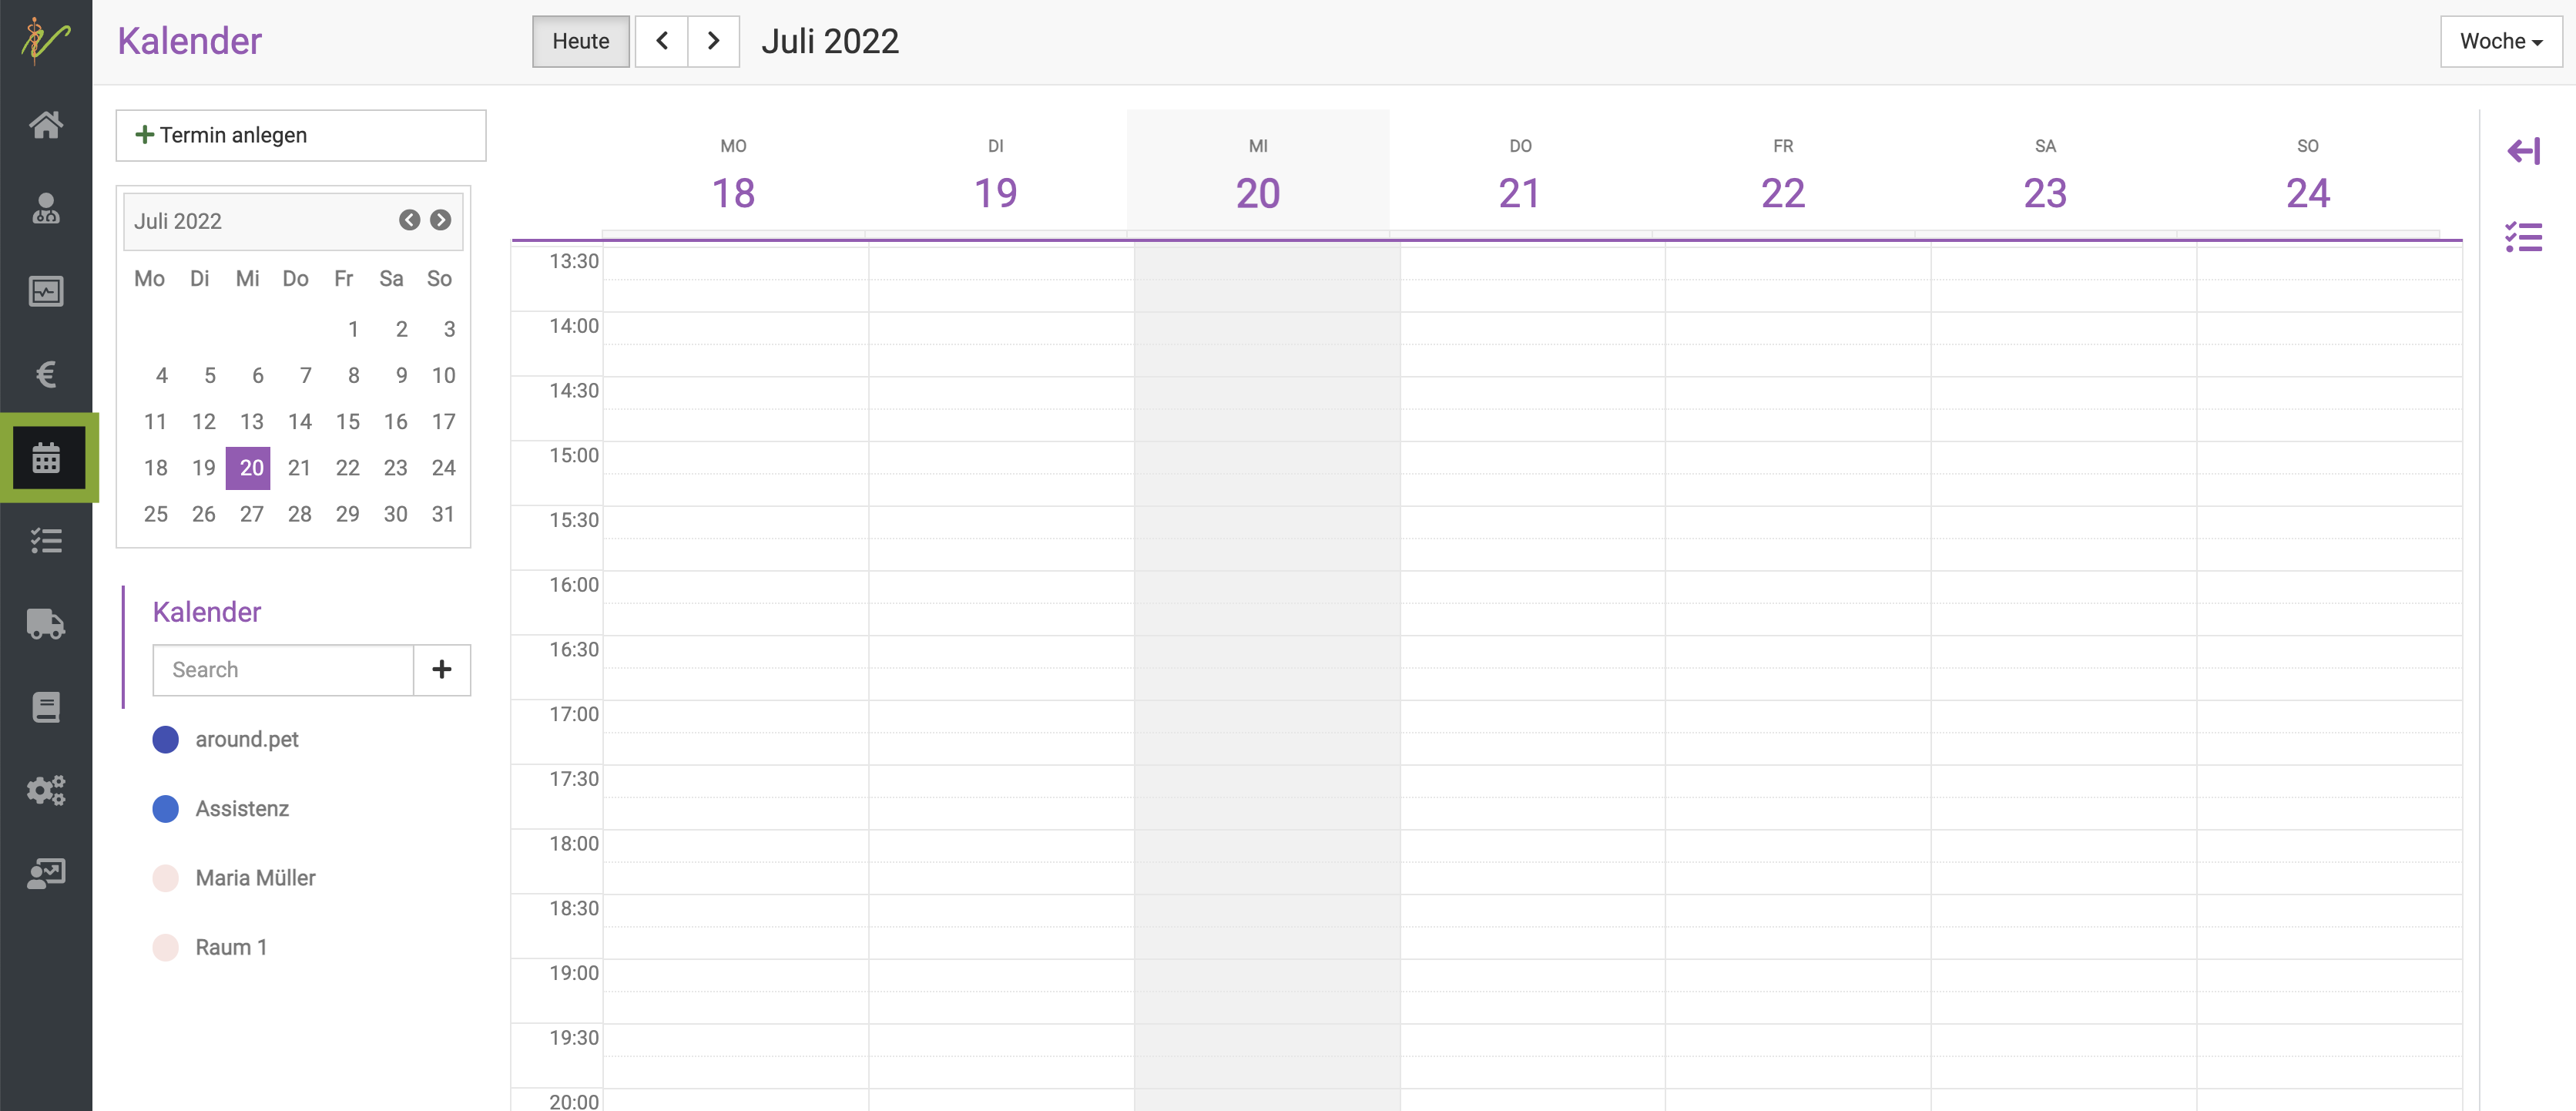 Kalender
Heute
Juli 2022
Woche
Termin anlegen
Juli 2022
Mo Di Mi Do Fr Sa So
1 2 3
4 5 6 7 8 9 10
11 12 13 14 15 16 17
18 19 20 21 22 23 24
25 26 27 28 29 30 31
Kalender
Search
around.pet
Assistenz
Maria Müller
Raum 1
MO DI MI DO FR SA SO
18 19 20 21 22 23 24
13:30
14:00
14:30
15:00
15:30
16:00
16:30
17:00
17:30
18:00
18:30
19:00
19:30
20:00